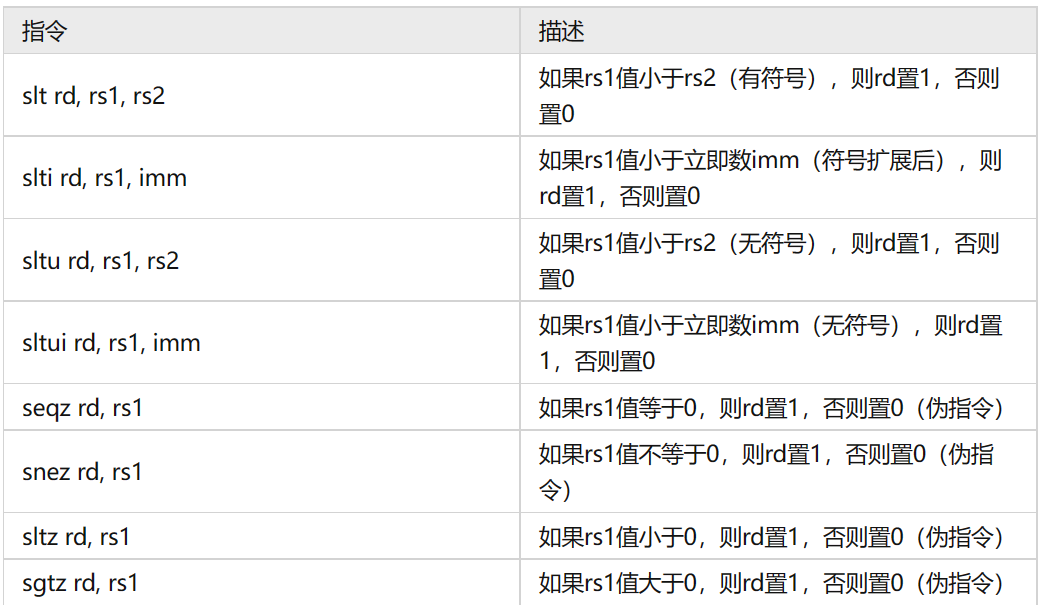 指令 描述
slt rd, rs1, rs2
如果rs1值小于rs2（有符号），则rd置1，否则
置0
slti rd, rs1, imm
如果rs1值小于立即数imm（符号扩展后），则
rd置1，否则置0
sltu rd, rs1, rs2
如果rs1值小于rs2（无符号），则rd置1，否则
置0
sltui rd, rs1, imm
如果rs1值小于立即数imm（无符号），则rd置
1，否则置0
seqz rd, rs1 如果rs1值等于0，则rd置1，否则置0（伪指令）
snez rd, rs1
如果rs1值不等于0，则rd置1，否则置0（伪指
令）
sltz rd, rs1 如果rs1值小于0，则rd置1，否则置0（伪指令）
sgtz rd, rs1 如果rs1值大于0，则rd置1，否则置0（伪指令）